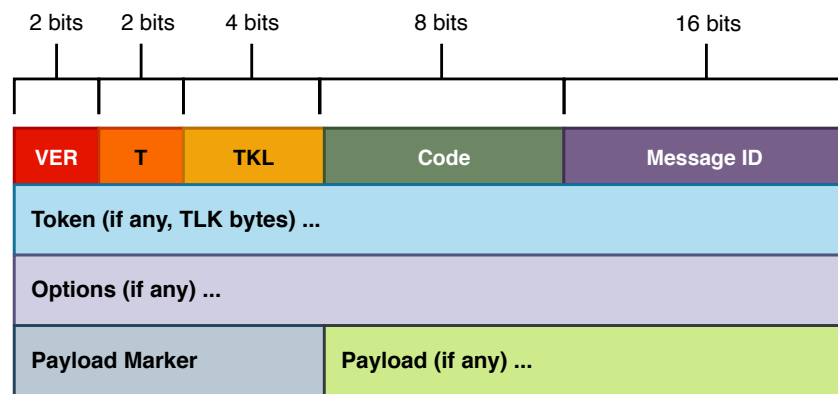 2 bits 2 bits 4 bits 8 bits 16 bits
VER T TKL Code Message ID
Token (if any, TLK bytes) ...
Options (if any) ...
Payload Marker Payload (if any) ...